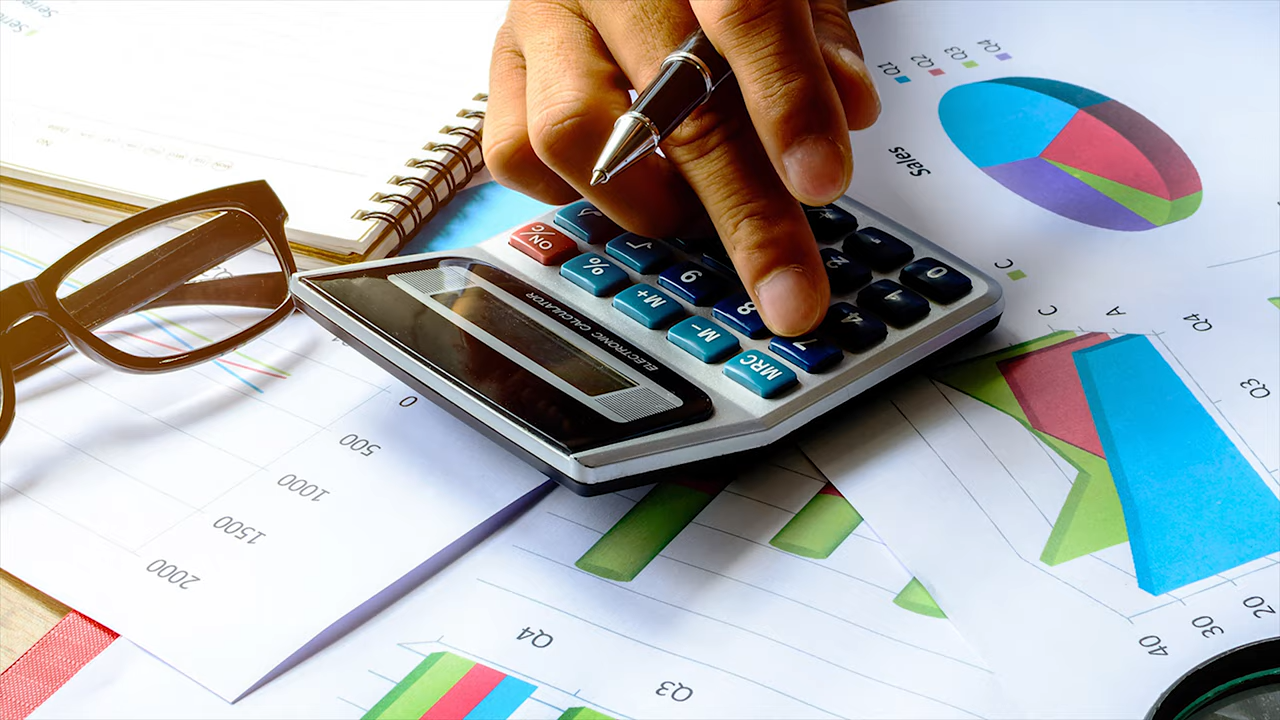 Series
Q1
Q2
Q3
Q4
Sales
ON/C
√
%
M+
9
M−
8
MRC
7
4
0
ELECTRONIC CALCULATOR
C
C
A
Q4
Q3
0
500
1000
1500
2000
Q4
Q3
40
30
20